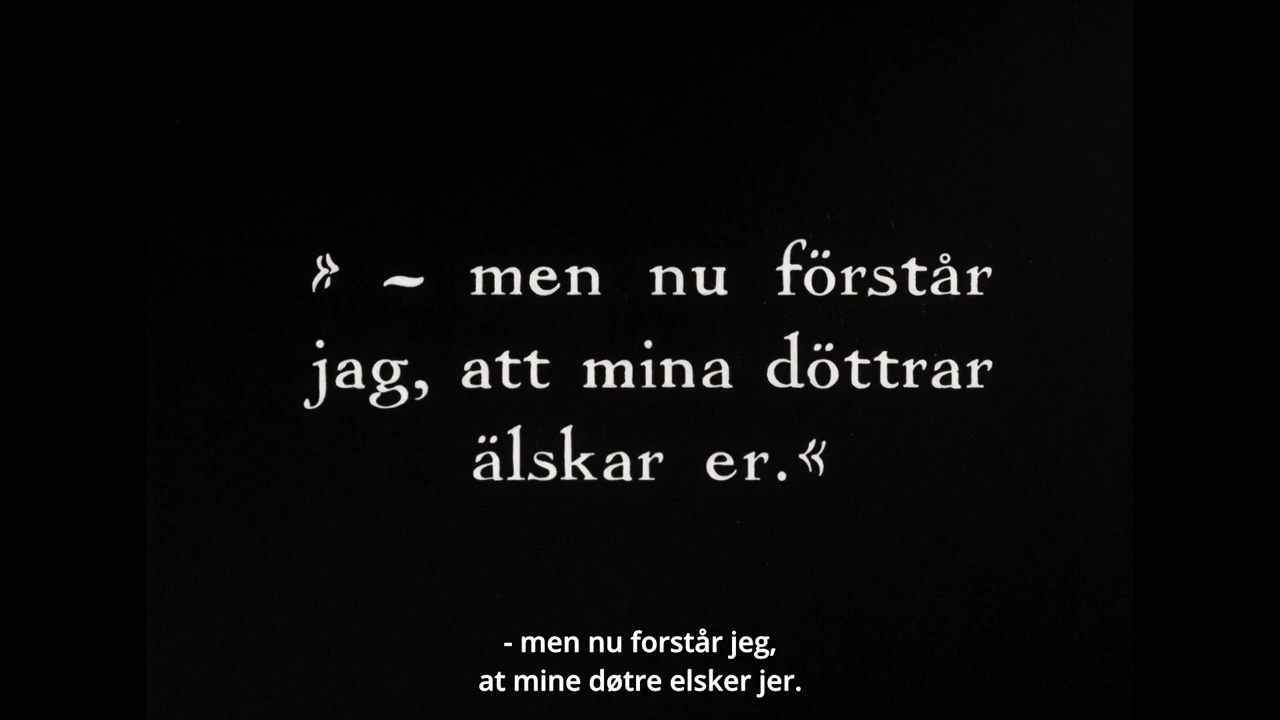 » ~ men nu förstår
jag, att mina döttrar
älskar er.«
- men nu forstår jeg,
at mine døtre elsker jer.